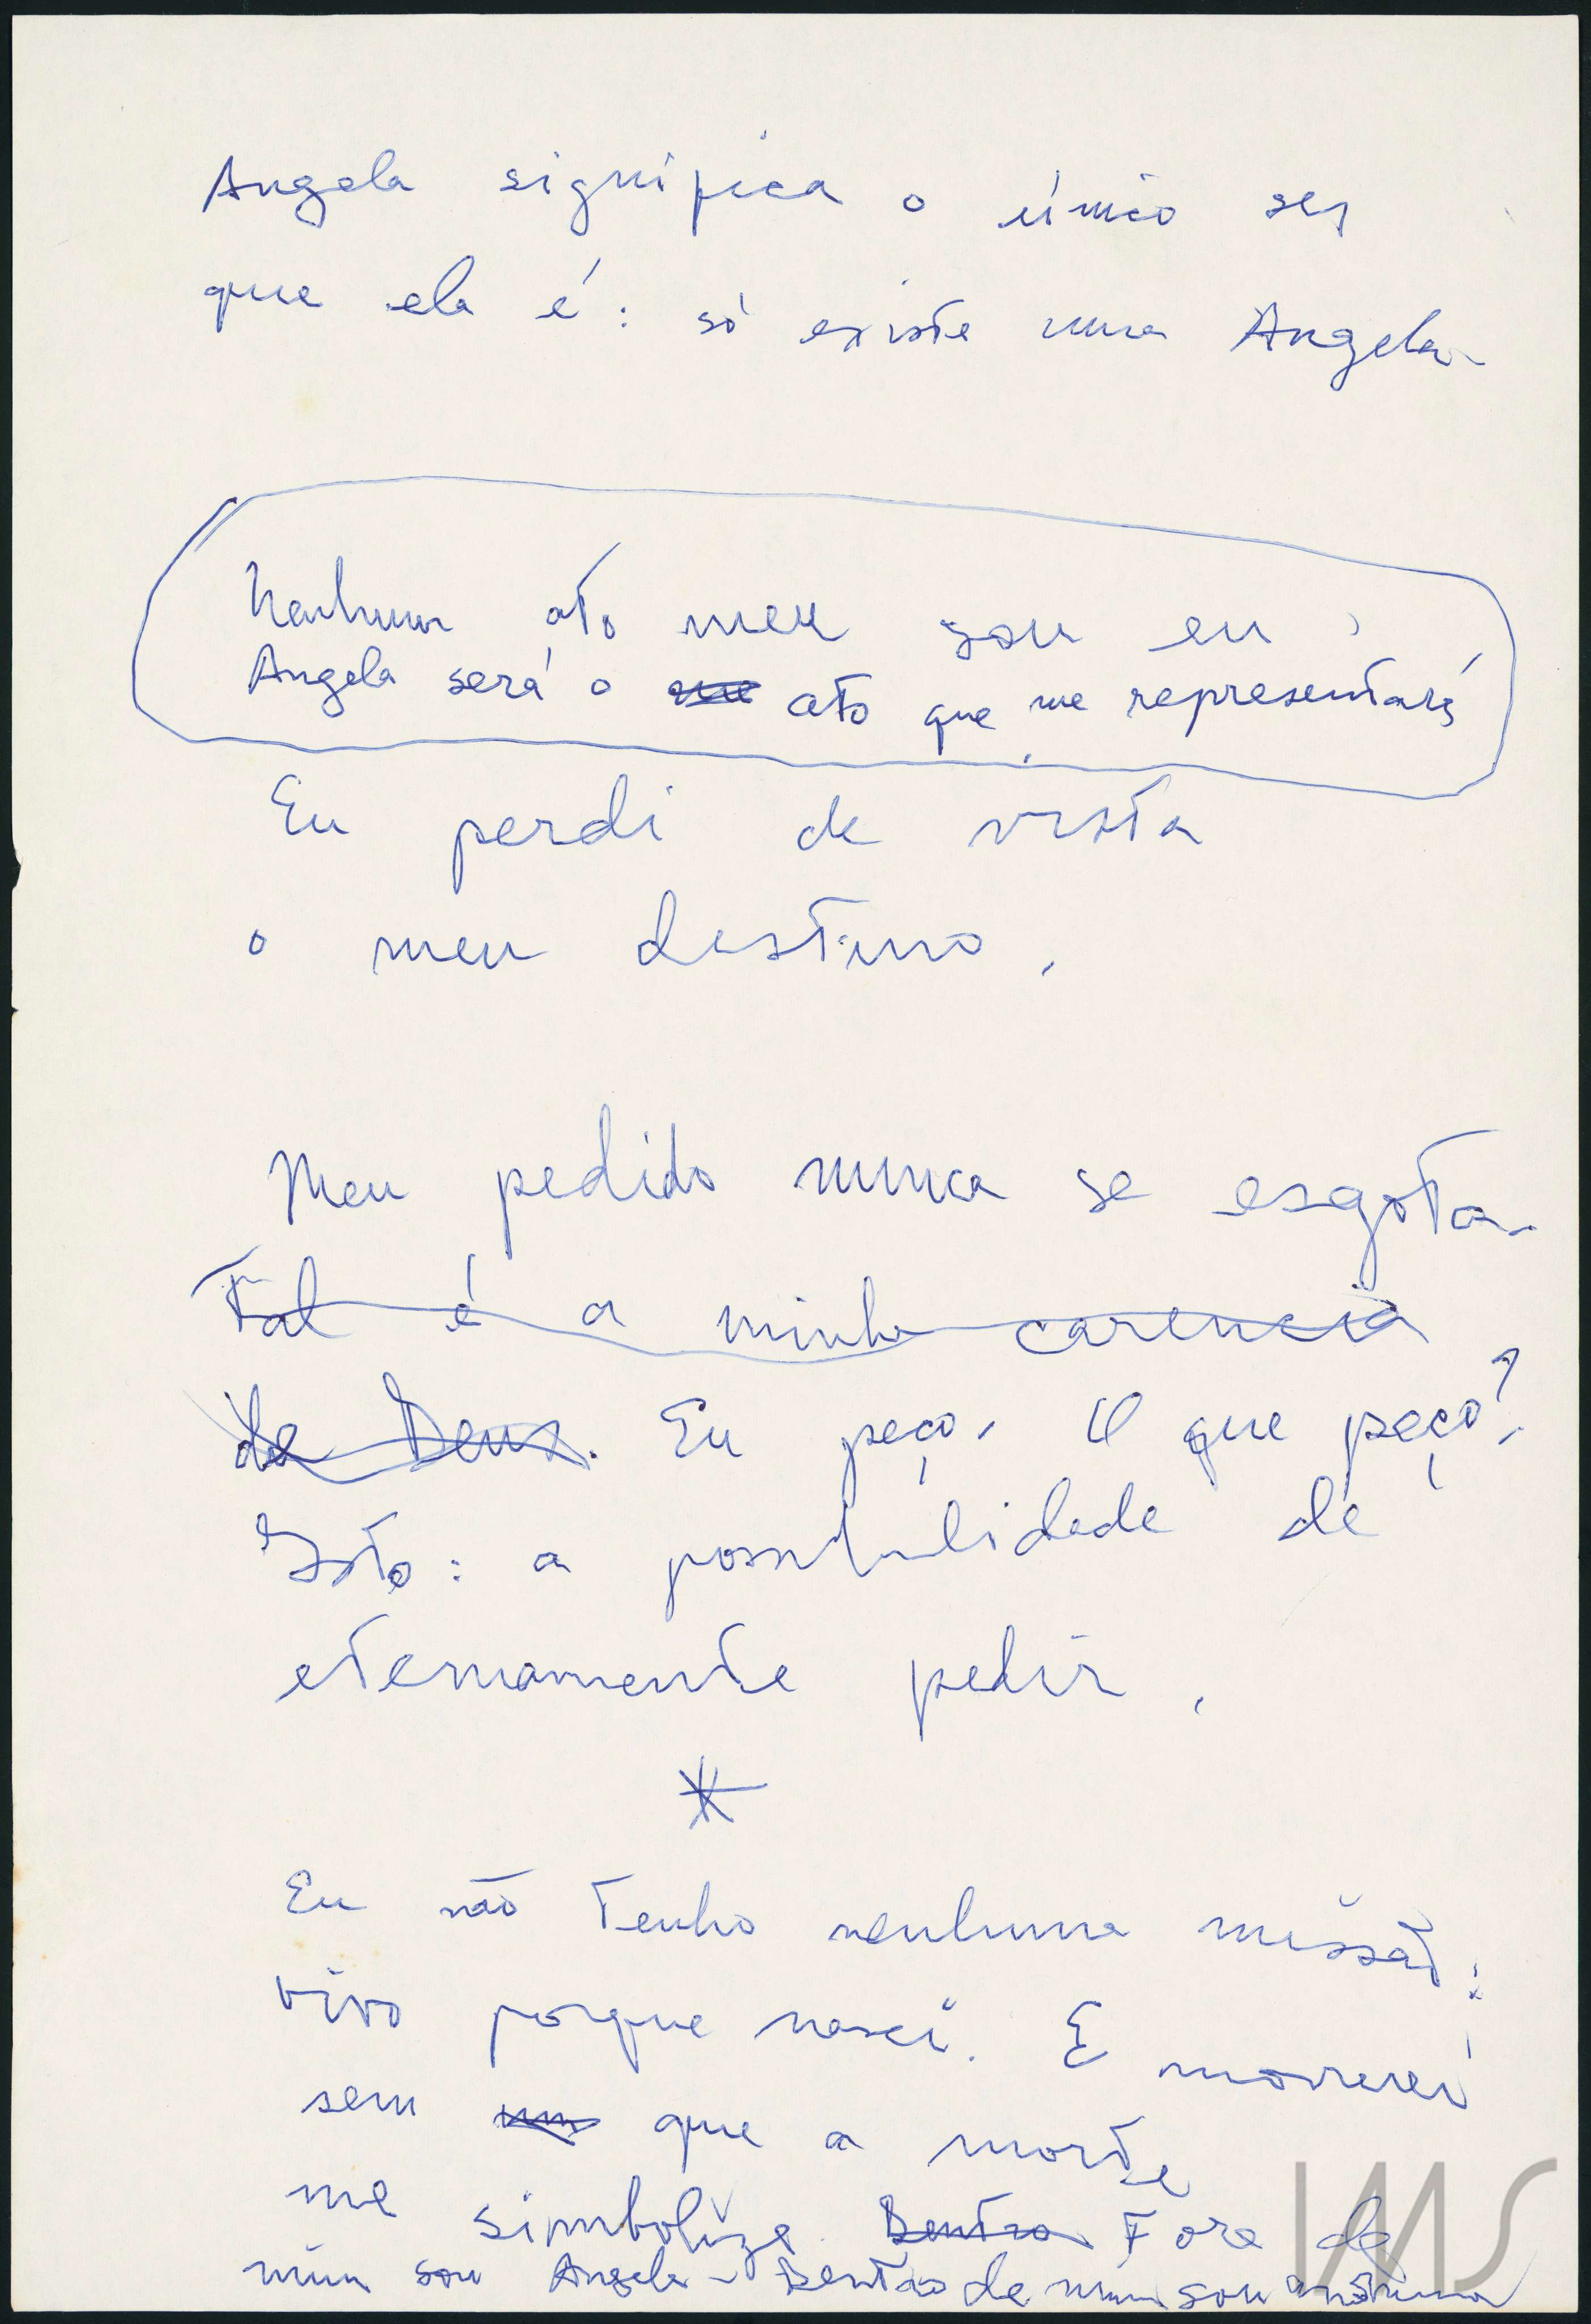 Angela significa o único ser
que ela é: só existe uma Angela.
Nenhum ato meu sou eu.
Angela será o ato que me representará
Eu perdi de vista
o meu destino.
Meu pedido nunca se esgota.
Tal é a minha carencia
de Deus. Eu peço. O que peço?
Isto: a possibilidade de
eternamente pedir.
*
Eu não tenho nenhuma missão:
vivo porque nasci. E morrerei
sem que a morte
me simbolize. Dentro Fora de
mim sou Angela. Dentro de mim sou anônima
IMS